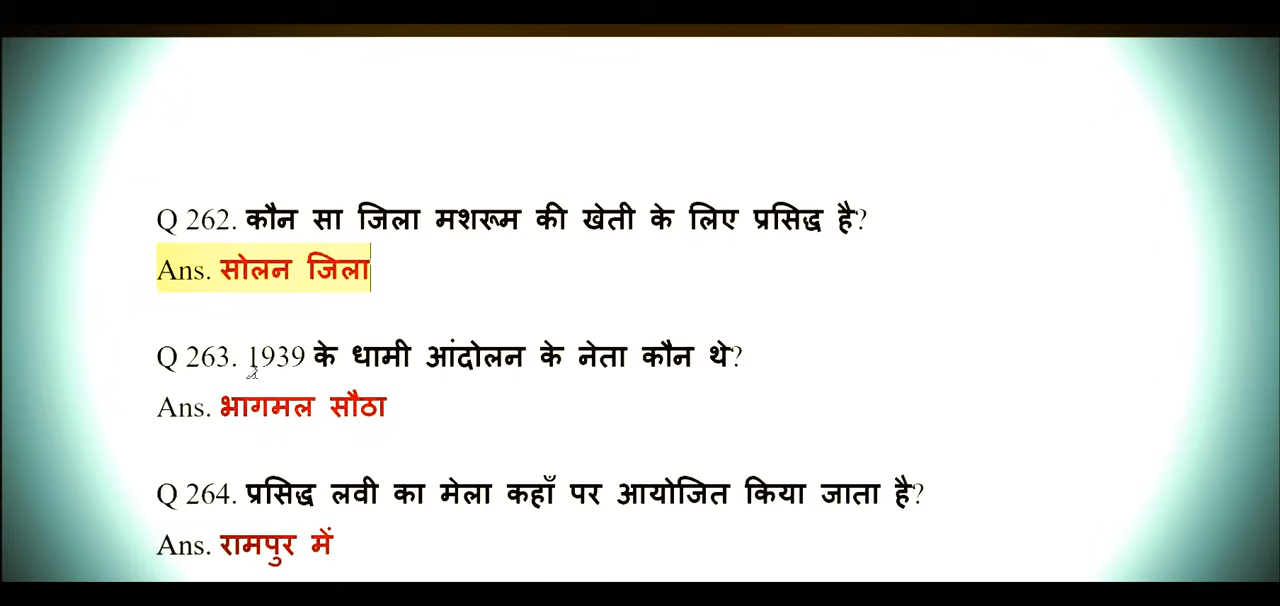 Q 262. कौन सा जिला मशरूम की खेती के लिए प्रसिद्ध है?
Ans. सोलन जिला
Q 263. 1939 के धामी आंदोलन के नेता कौन थे?
Ans. भागमल सौठा
Q 264. प्रसिद्ध लवी का मेला कहाँ पर आयोजित किया जाता है?
Ans. रामपुर में